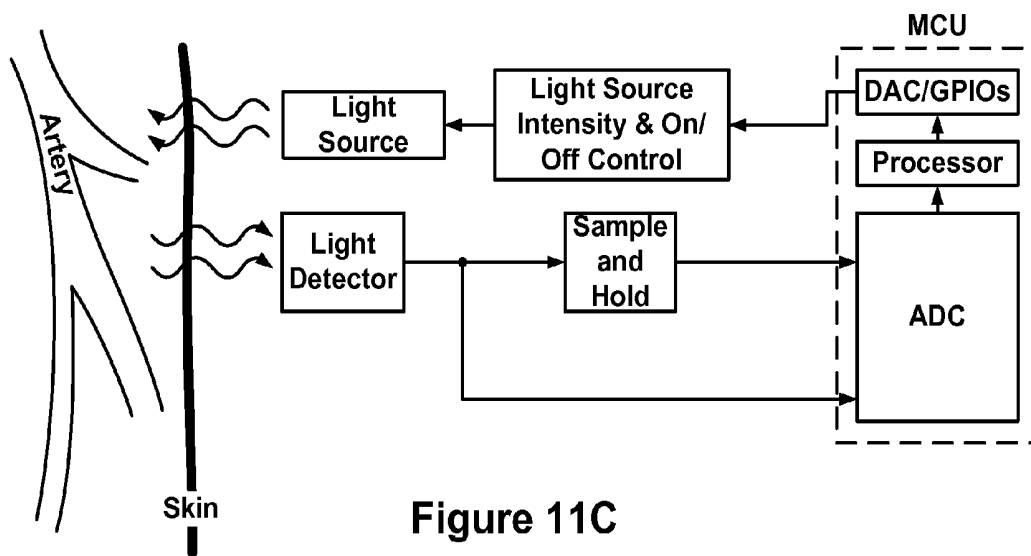 MCU
Light
Source
Light Source
Intensity & On/
Off Control
DAC/GPIOs
Processor
Artery
Light
Detector
Sample
and
Hold
ADC
Skin
Figure 11C